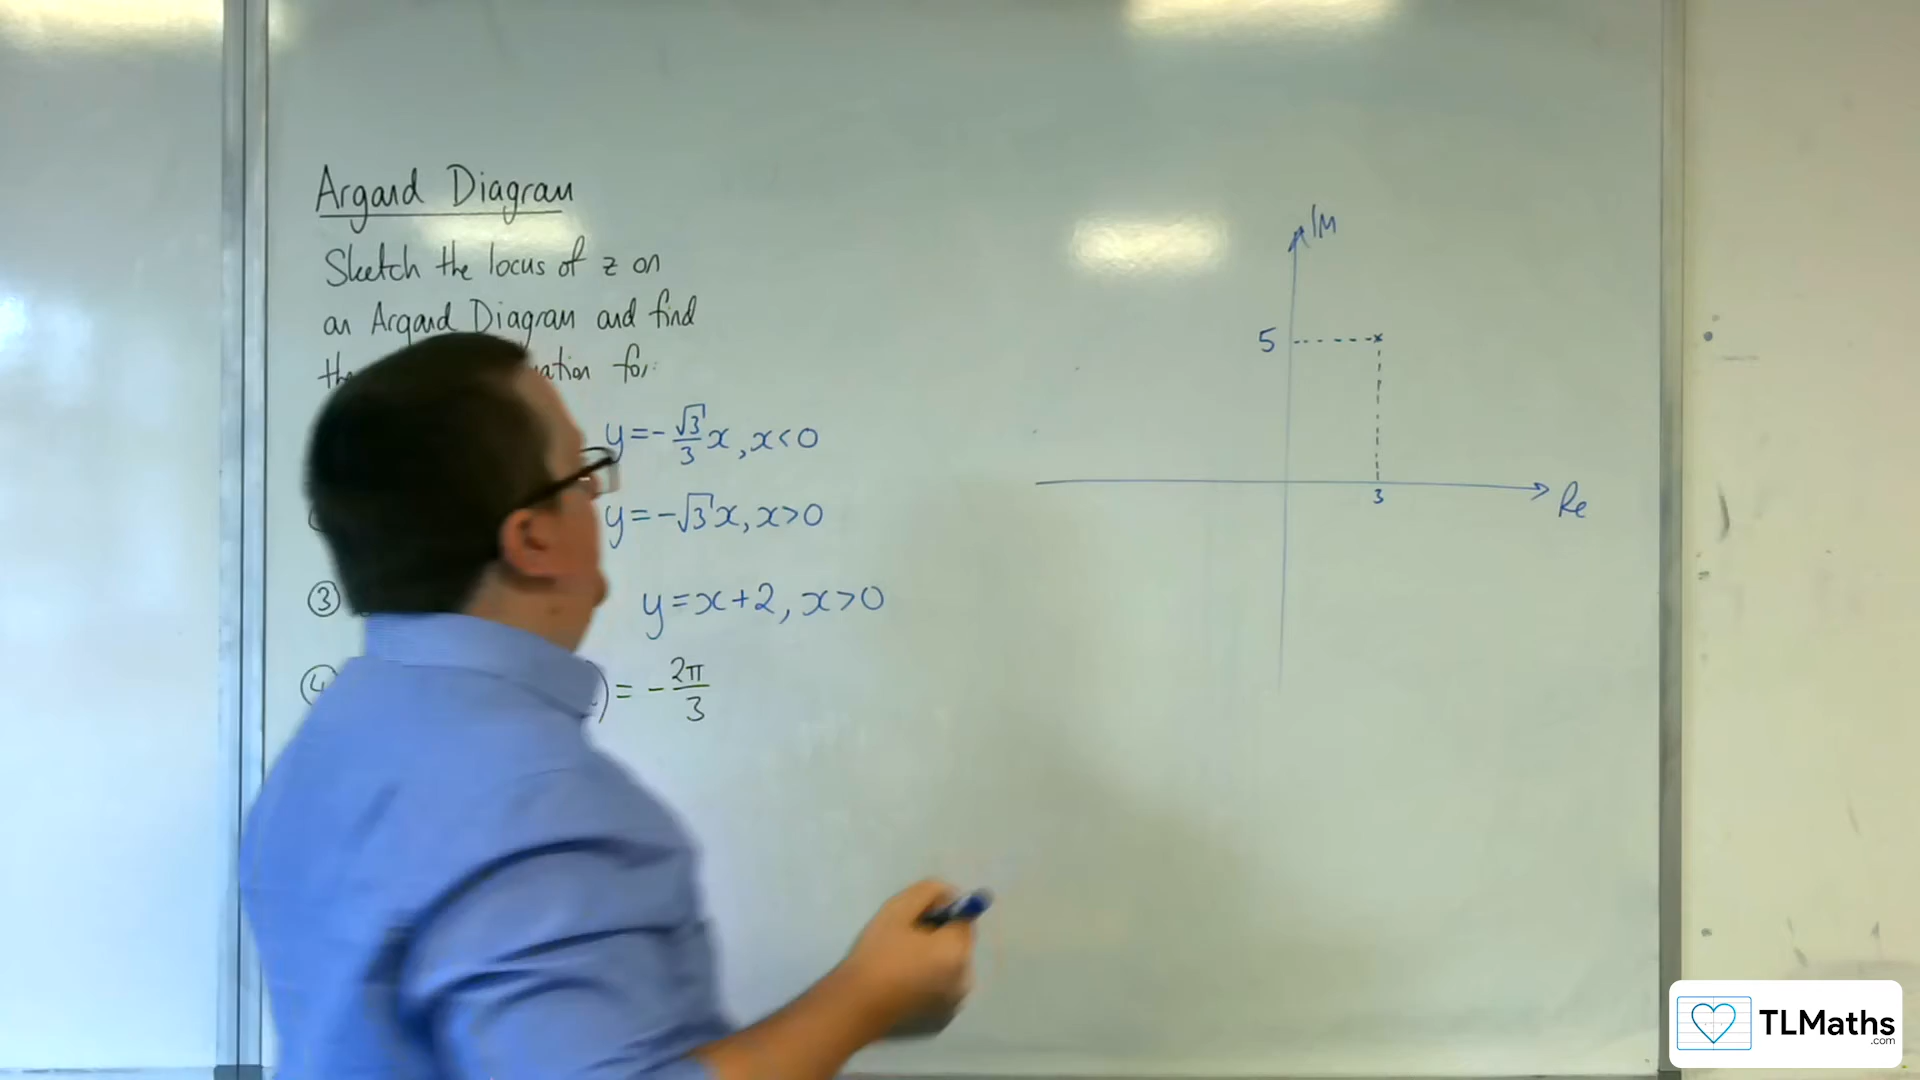 Argand Diagram
Sketch the locus of z on
an Argand Diagram and find
for:
y=-√3/3 x, x<0
y=-√3x, x>0
③ y=x+2, x>0
④ ) = -2π/3
Im
5
3
Re
TLMaths
.com